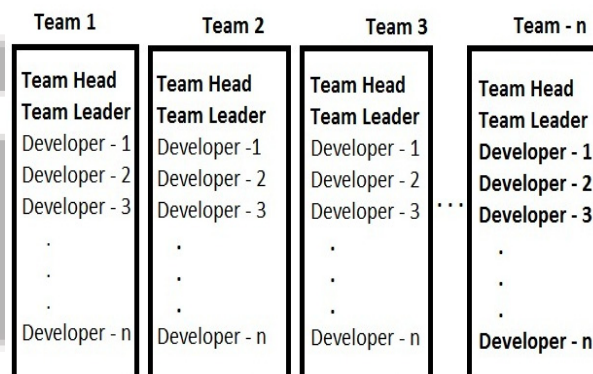 Team 1
Team Head
Team Leader
Developer - 1
Developer - 2
Developer - 3
.
.
.
Developer - n
Team 2
Team Head
Team Leader
Developer -1
Developer - 2
Developer - 3
.
.
.
Developer - n
Team 3
Team Head
Team Leader
Developer - 1
Developer - 2
Developer - 3
.
.
.
Developer - n
...
Team - n
Team Head
Team Leader
Developer - 1
Developer - 2
Developer - 3
.
.
.
Developer - n